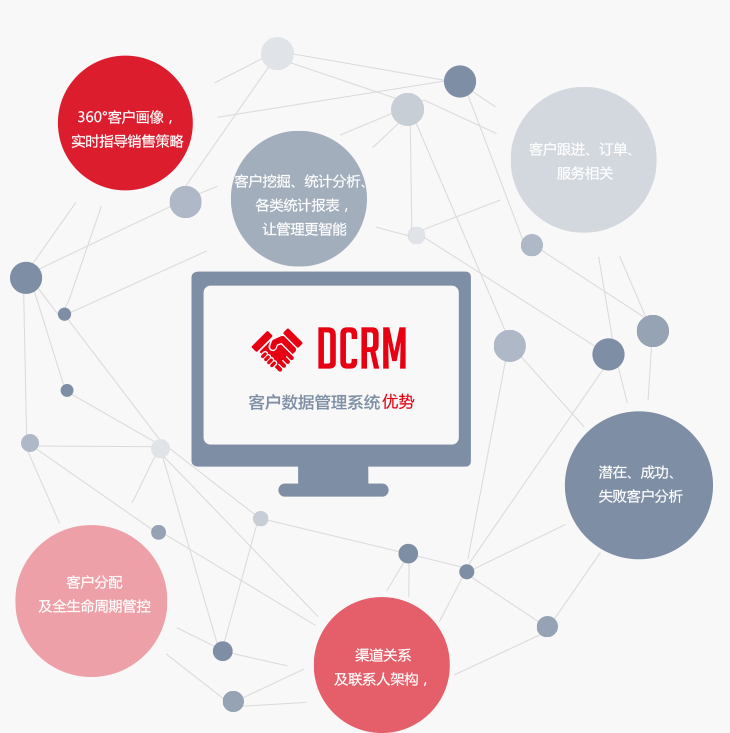 360°客户画像，
实时指导销售策略
客户挖掘、统计分析、
各类统计报表，
让管理更智能
客户跟进、订单、
服务相关
DCRM
客户数据管理系统优势
潜在、成功、
失败客户分析
客户分配
及全生命周期管控
渠道关系
及联系人架构，